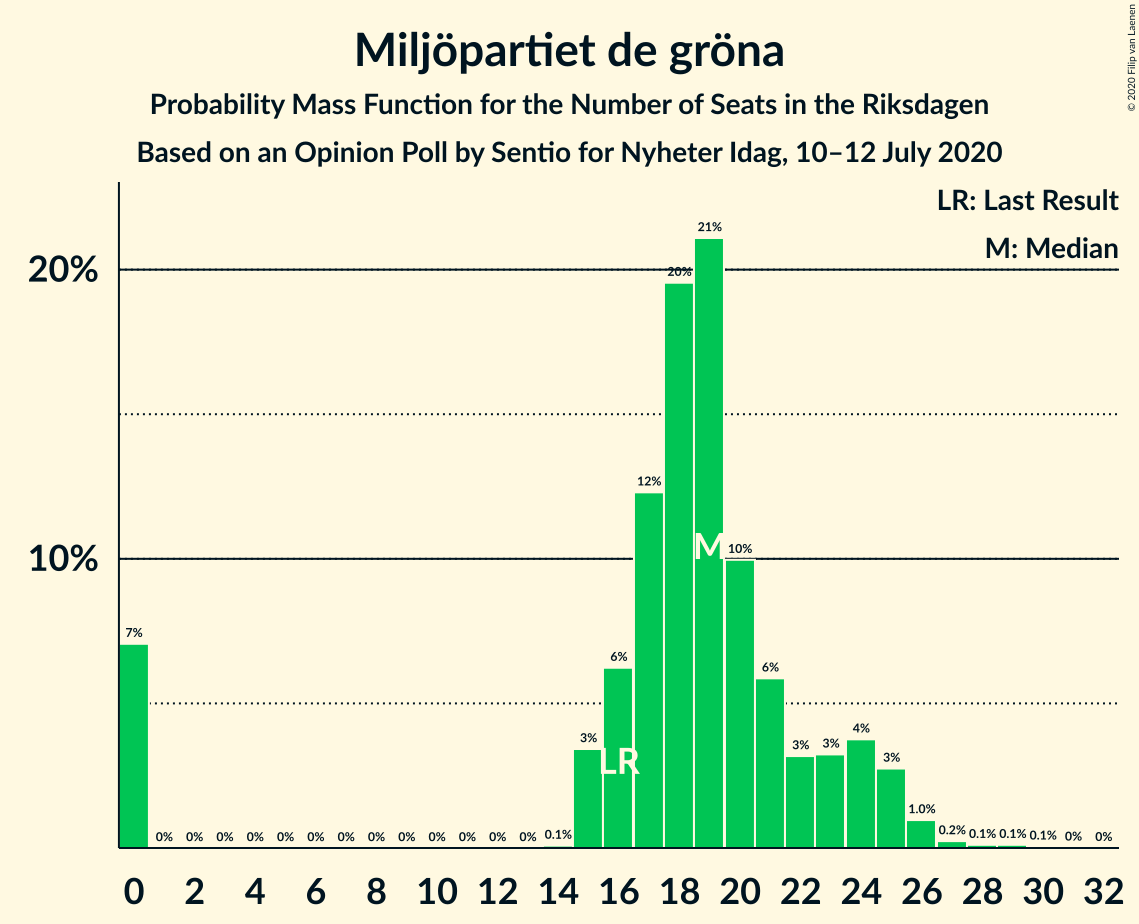 © 2020 Filip van Laenen
Miljöpartiet de gröna
Probability Mass Function for the Number of Seats in the Riksdagen
Based on an Opinion Poll by Sentio for Nyheter Idag, 10–12 July 2020
LR: Last Result
M: Median
20%
10%
7% 0% 0% 0% 0% 0% 0% 0% 0% 0% 0% 0% 0% 0% 0.1% 3% 6% 12% 20% 21% 10% 6% 3% 3% 4% 3% 1.0% 0.2% 0.1% 0.1% 0.1% 0% 0%
M
LR
0 2 4 6 8 10 12 14 16 18 20 22 24 26 28 30 32